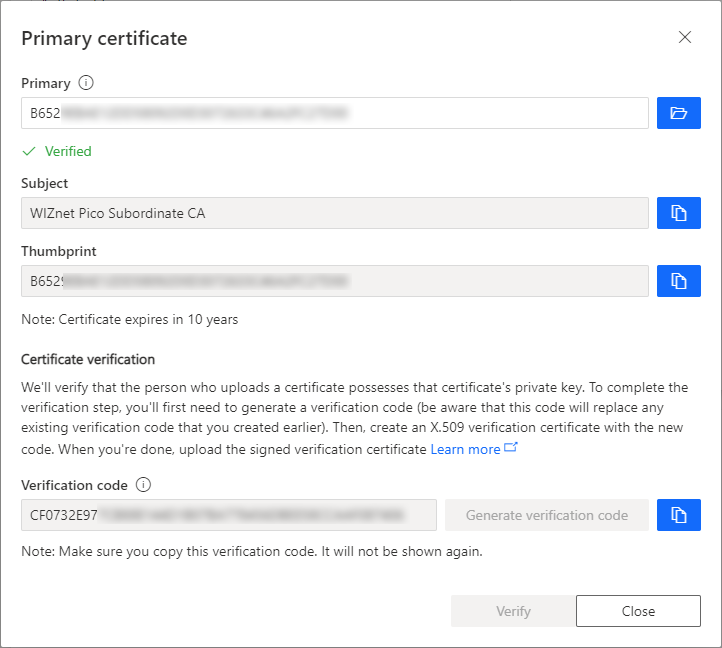 Primary certificate
Primary
B652
Verified
Subject
WIZnet Pico Subordinate CA
Thumbprint
B652
Note: Certificate expires in 10 years
Certificate verification
We'll verify that the person who uploads a certificate possesses that certificate's private key. To complete the
verification step, you'll first need to generate a verification code (be aware that this code will replace any
existing verification code that you created earlier). Then, create an X.509 verification certificate with the new
code. When you're done, upload the signed verification certificate Learn more
Verification code
CF0732E97 Generate verification code
Note: Make sure you copy this verification code. It will not be shown again.
Verify Close